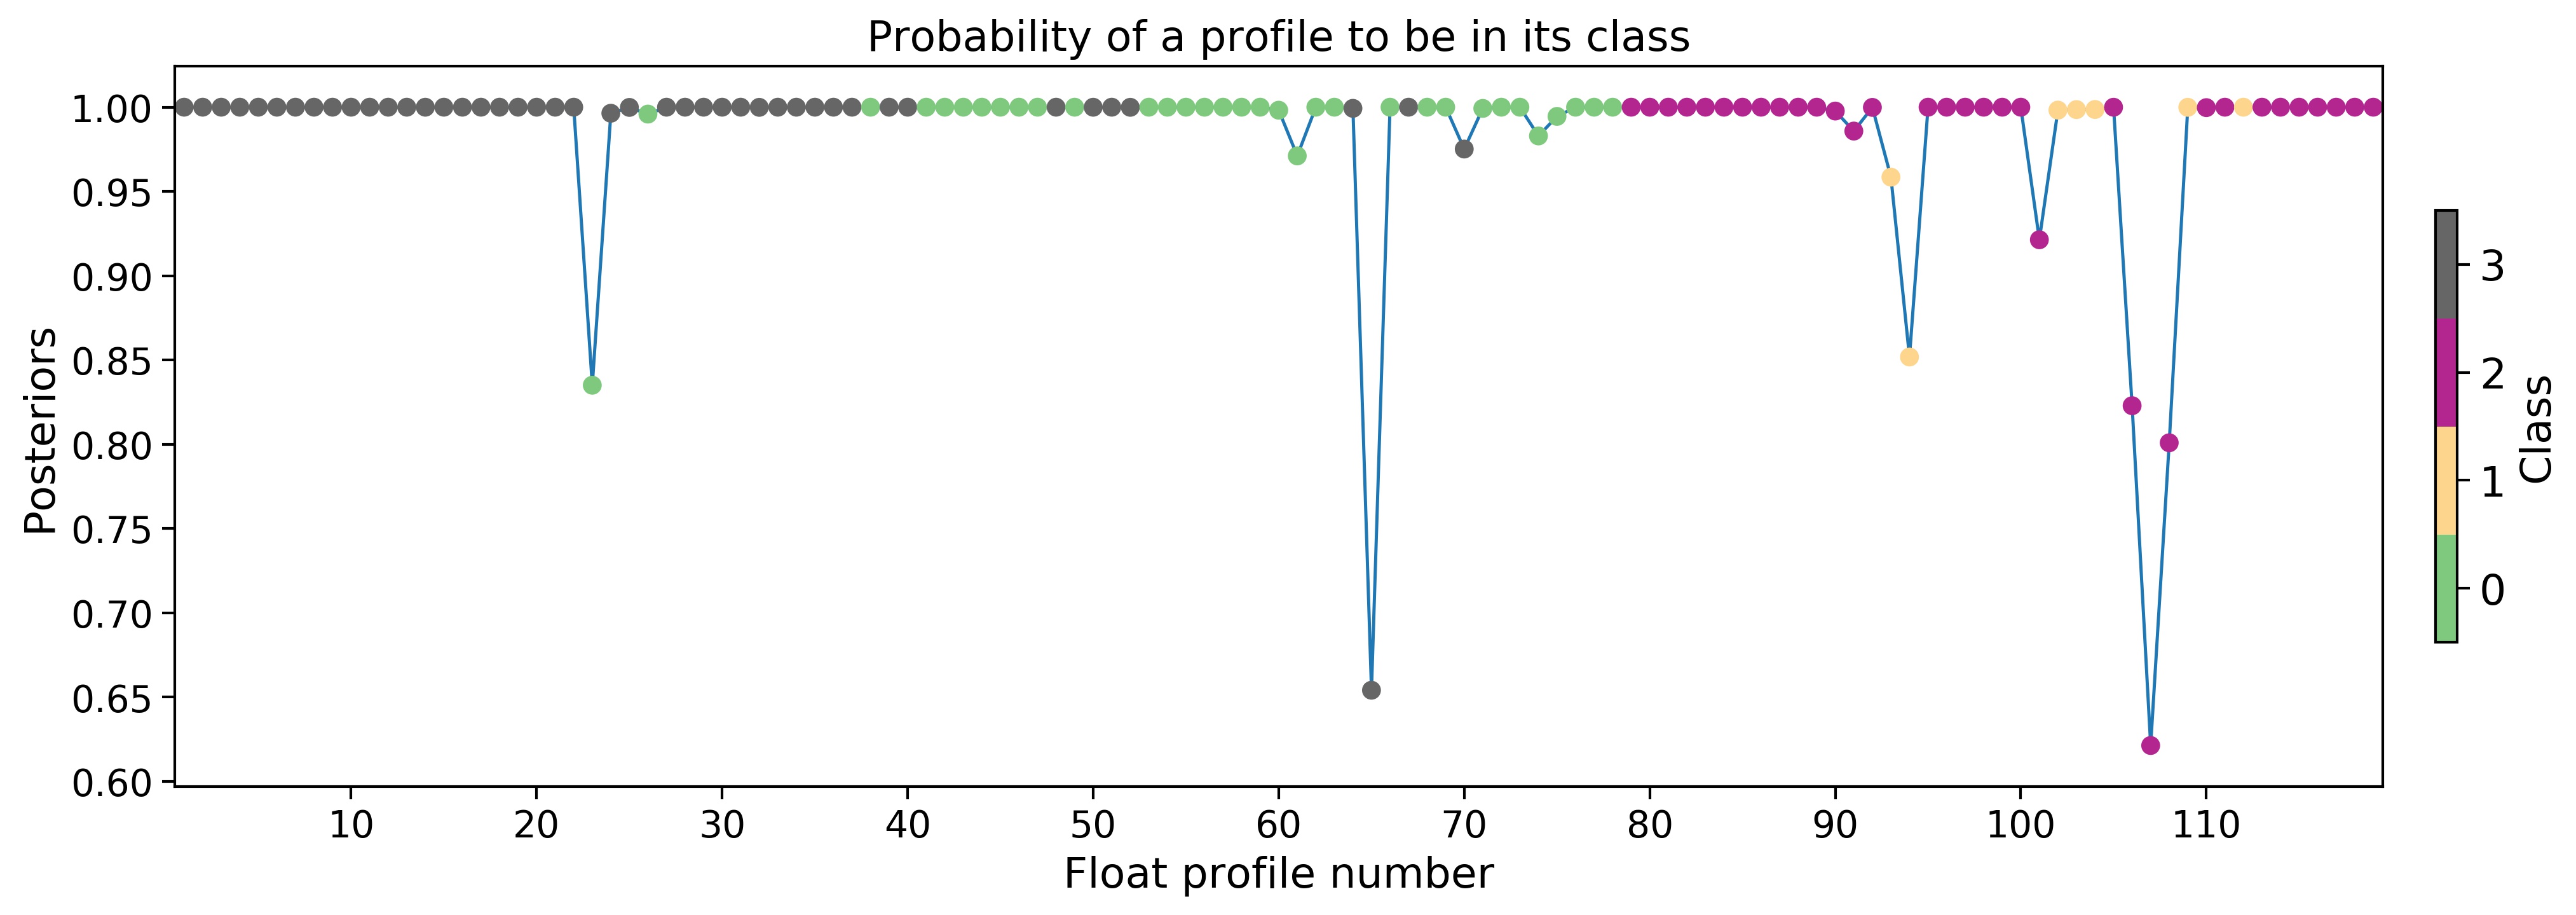 Probability of a profile to be in its class
Posteriors
1.00
0.95
0.90
0.85
0.80
0.75
0.70
0.65
0.60
10 20 30 40 50 60 70 80 90 100 110
Float profile number
3
2
1
0
Class